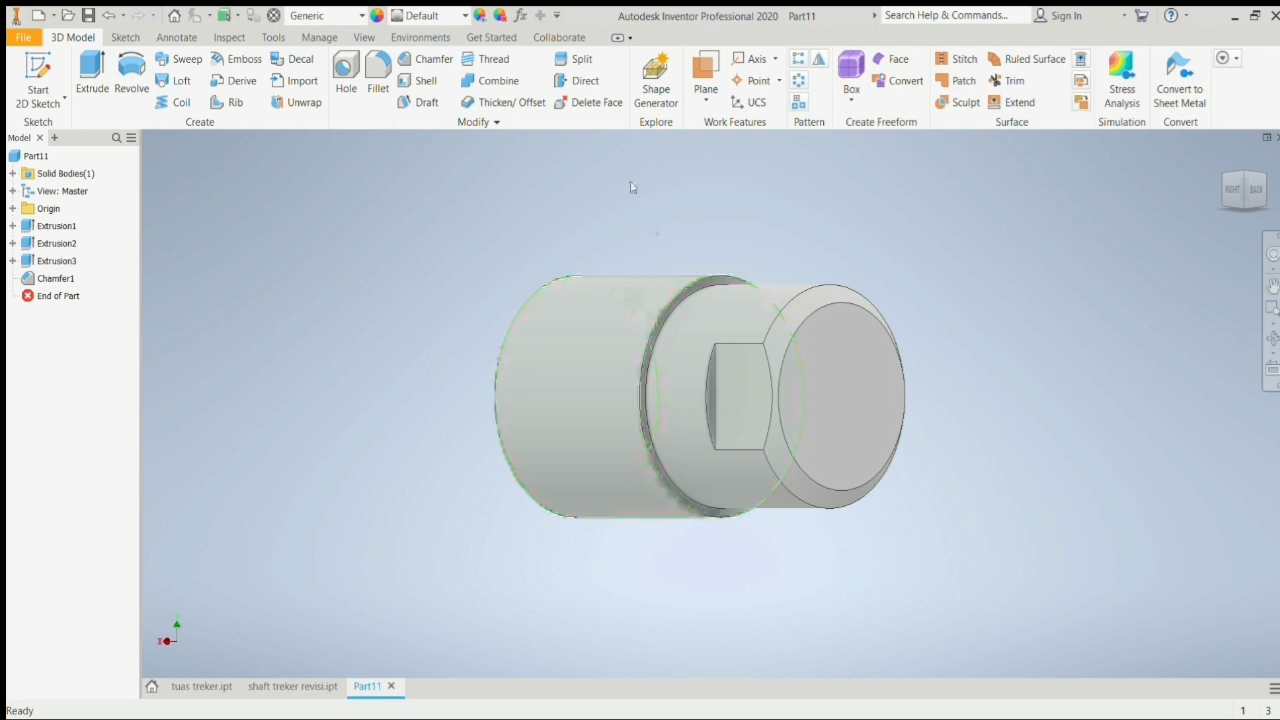 Generic
Default
fx
Autodesk Inventor Professional 2020 Part11
Search Help & Commands...
Sign In
File
3D Model
Sketch
Annotate
Inspect
Tools
Manage
View
Environments
Get Started
Collaborate
Start
2D Sketch
Sketch
Extrude
Revolve
Sweep
Emboss
Decal
Loft
Derive
Import
Coil
Rib
Unwrap
Create
Hole
Fillet
Chamfer
Thread
Split
Shell
Combine
Direct
Draft
Thicken/ Offset
Delete Face
Modify
Shape
Generator
Explore
Plane
Axis
Point
UCS
Work Features
Pattern
Box
Face
Convert
Create Freeform
Stitch
Ruled Surface
Patch
Trim
Sculpt
Extend
Surface
Stress
Analysis
Simulation
Convert to
Sheet Metal
Convert
Model
Part11
Solid Bodies(1)
View: Master
Origin
Extrusion1
Extrusion2
Extrusion3
Chamfer1
End of Part
RIGHT
BACK
tuas treker.ipt
shaft treker revisi.ipt
Part11
Ready
1
3